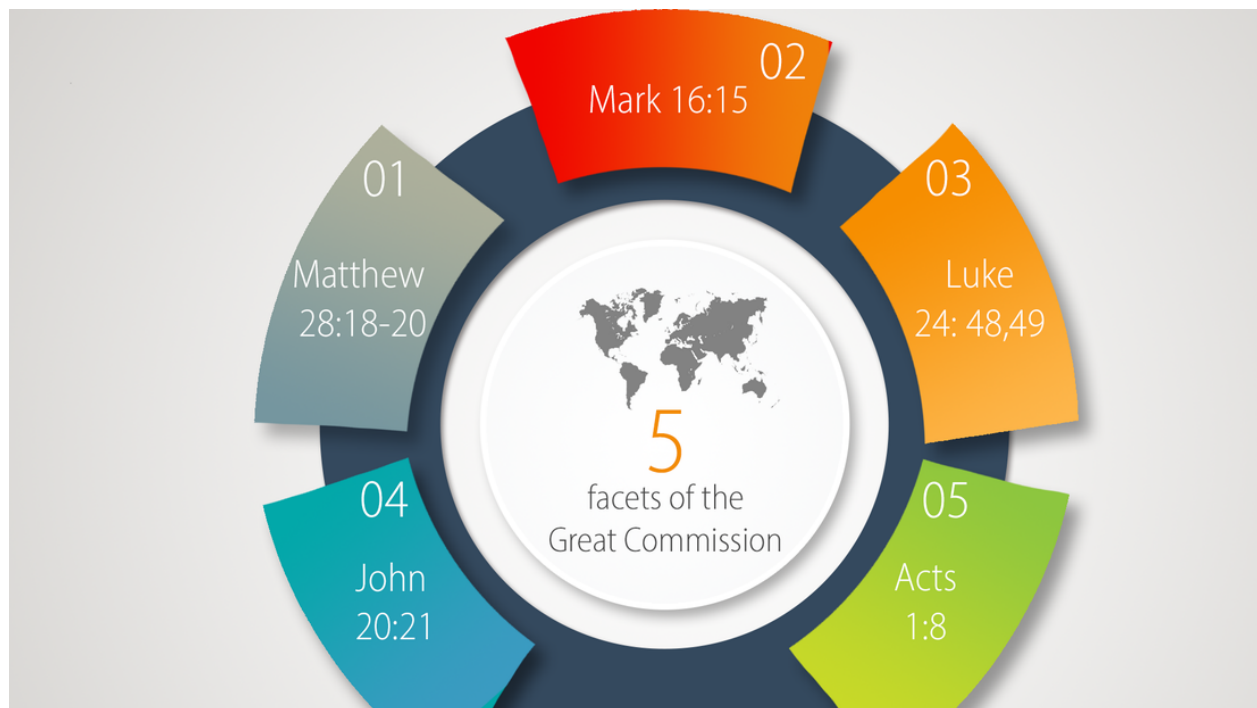 01
Matthew
28:18-20
02
Mark 16:15
03
Luke
24: 48,49
04
John
20:21
05
Acts
1:8
5
facets of the
Great Commission